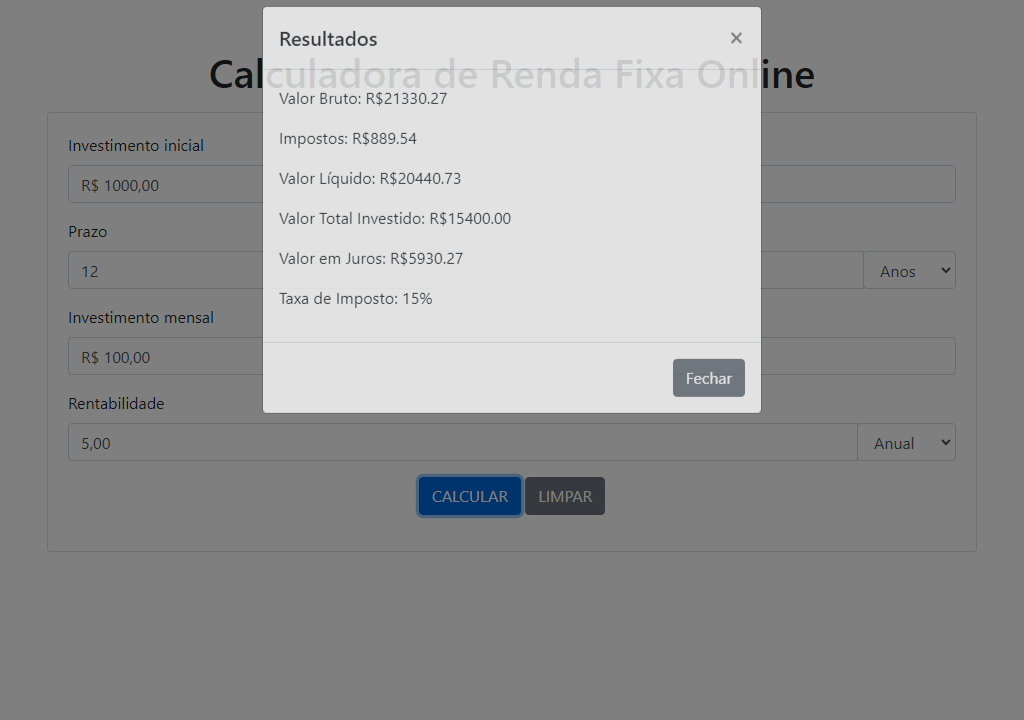 Resultados ×
Calculadora de Renda Fixa Online
Valor Bruto: R$21330.27
Impostos: R$889.54
Valor Líquido: R$20440.73
Valor Total Investido: R$15400.00
Valor em Juros: R$5930.27
Taxa de Imposto: 15%
Fechar
Investimento inicial
R$ 1000,00
Prazo
12 Anos
Investimento mensal
R$ 100,00
Rentabilidade
5,00 Anual
CALCULAR LIMPAR